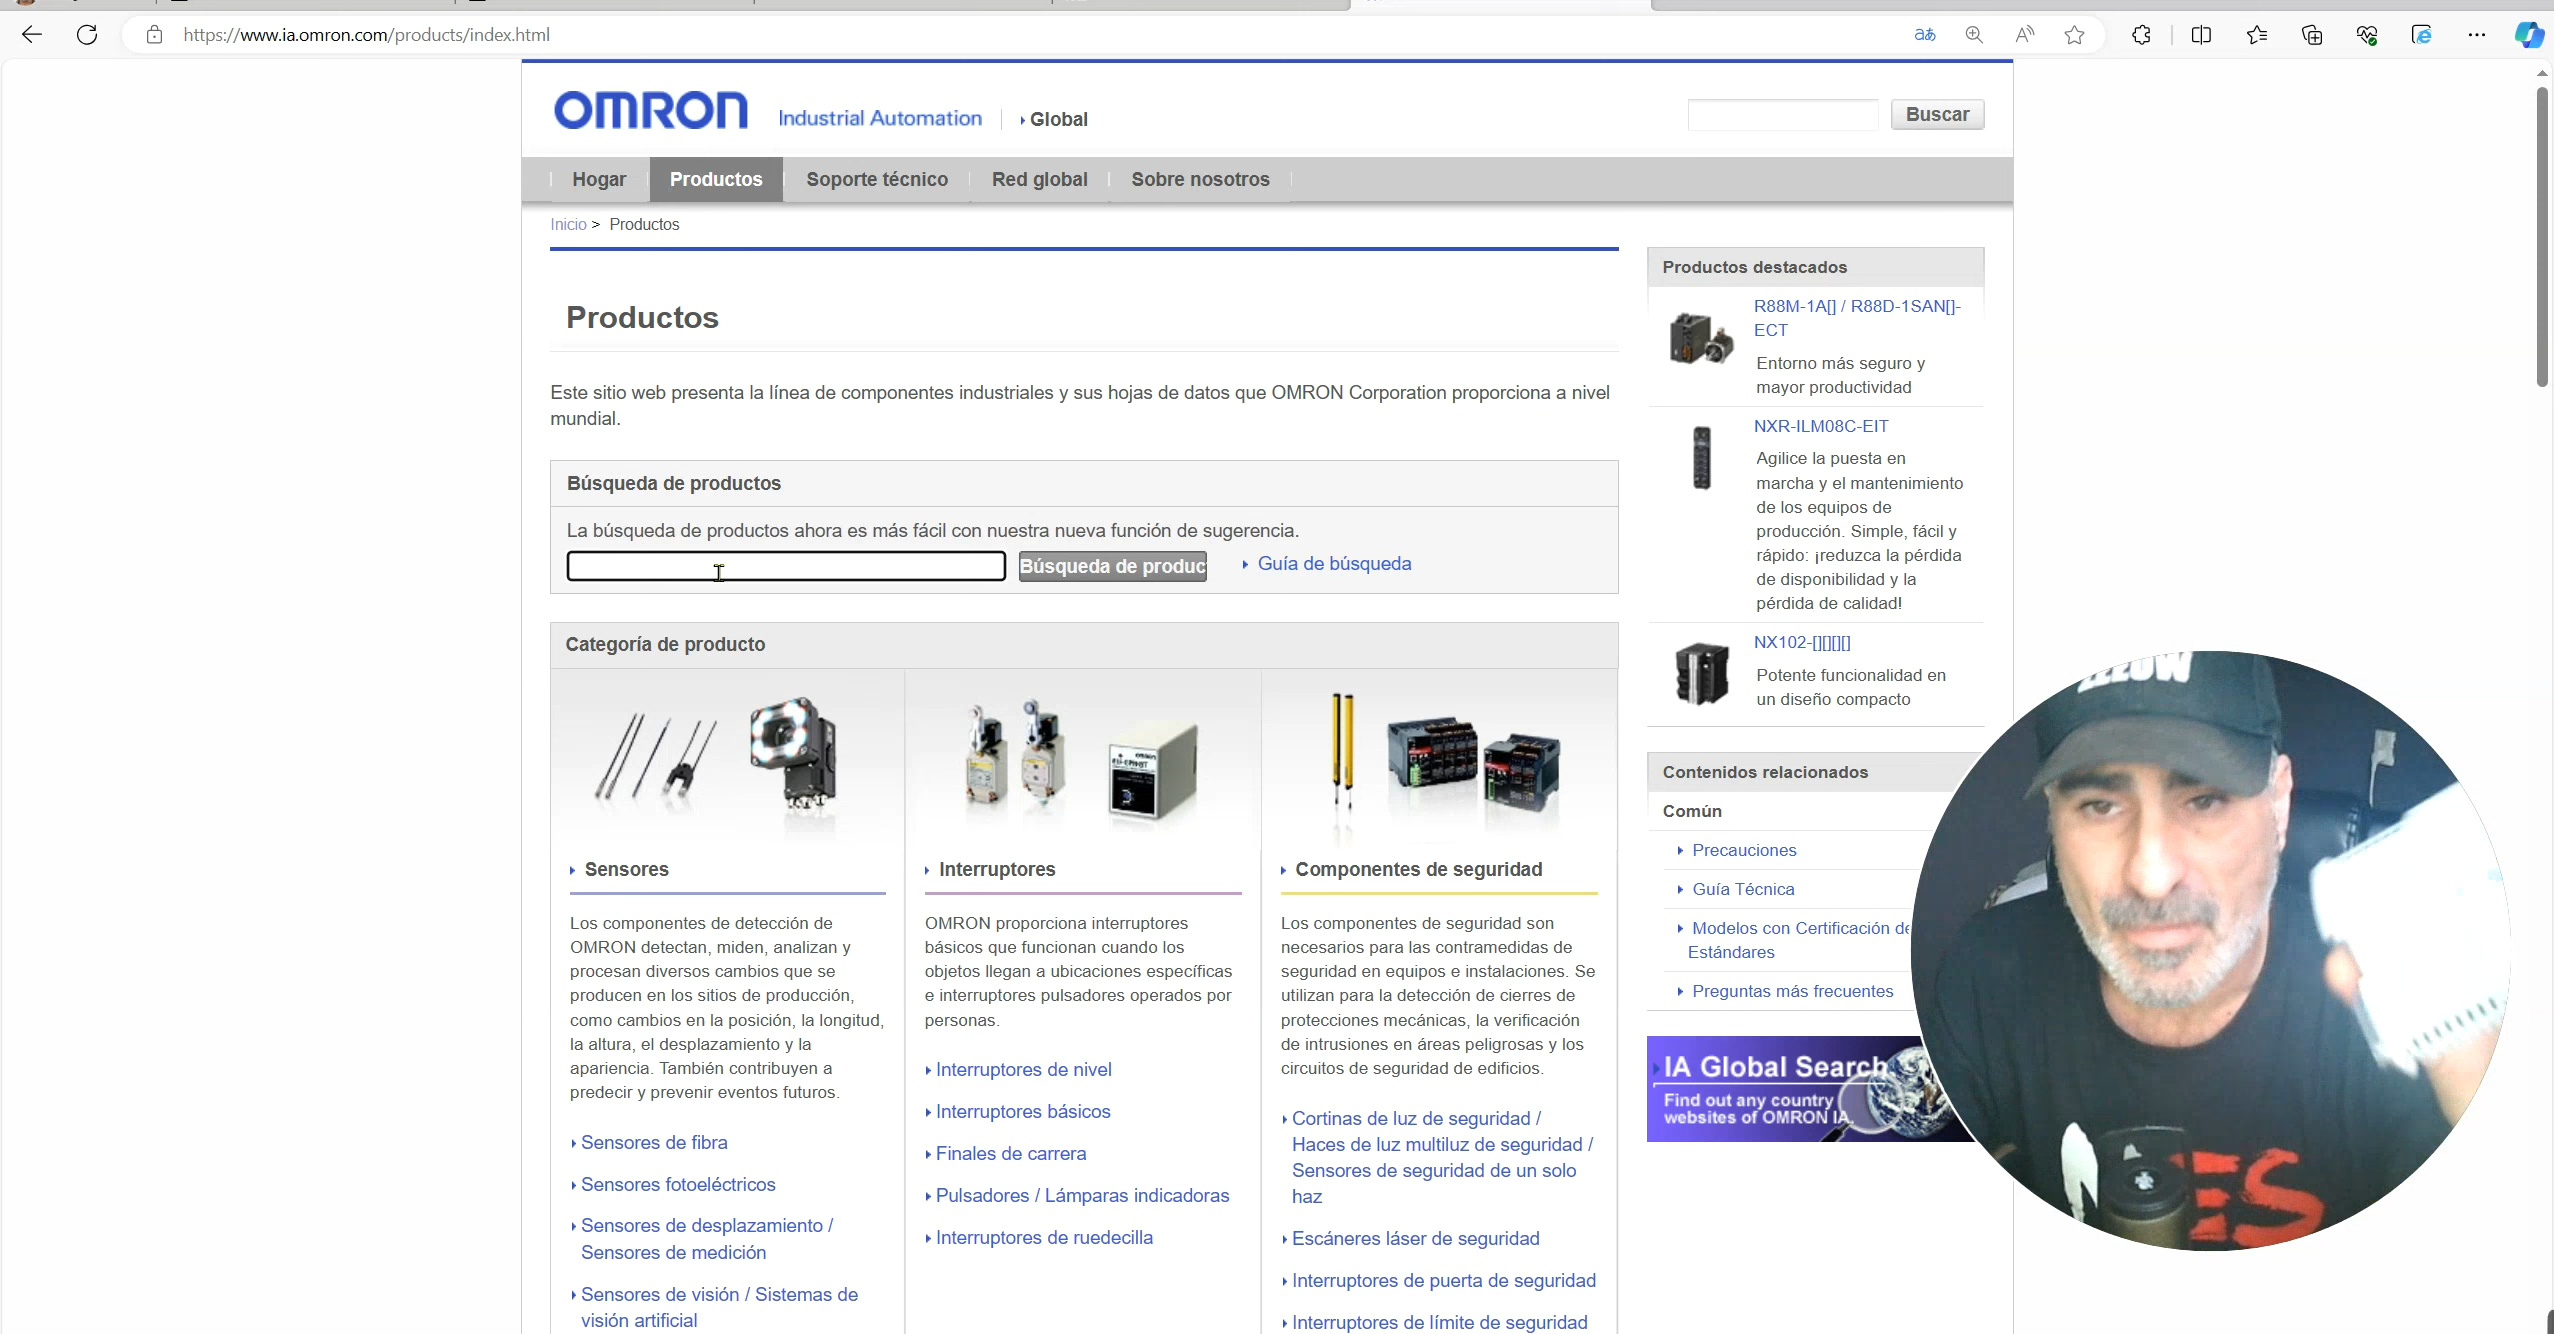 https://www.ia.omron.com/products/index.html
OMRON
Industrial Automation
Global
Buscar
Hogar
Productos
Soporte técnico
Red global
Sobre nosotros
Inicio > Productos
Productos
Este sitio web presenta la línea de componentes industriales y sus hojas de datos que OMRON Corporation proporciona a nivel
mundial.
Búsqueda de productos
La búsqueda de productos ahora es más fácil con nuestra nueva función de sugerencia.
Búsqueda de produc
Guía de búsqueda
Categoría de producto
Sensores
Los componentes de detección de
OMRON detectan, miden, analizan y
procesan diversos cambios que se
producen en los sitios de producción,
como cambios en la posición, la longitud,
la altura, el desplazamiento y la
apariencia. También contribuyen a
predecir y prevenir eventos futuros.
Sensores de fibra
Sensores fotoeléctricos
Sensores de desplazamiento /
Sensores de medición
Sensores de visión / Sistemas de
visión artificial
Interruptores
OMRON proporciona interruptores
básicos que funcionan cuando los
objetos llegan a ubicaciones específicas
e interruptores pulsadores operados por
personas.
Interruptores de nivel
Interruptores básicos
Finales de carrera
Pulsadores / Lámparas indicadoras
Interruptores de ruedecilla
Componentes de seguridad
Los componentes de seguridad son
necesarios para las contramedidas de
seguridad en equipos e instalaciones. Se
utilizan para la detección de cierres de
protecciones mecánicas, la verificación
de intrusiones en áreas peligrosas y los
circuitos de seguridad de edificios.
Cortinas de luz de seguridad /
Haces de luz multiluz de seguridad /
Sensores de seguridad de un solo
haz
Escáneres láser de seguridad
Interruptores de puerta de seguridad
Interruptores de límite de seguridad
Productos destacados
R88M-1A[] / R88D-1SAN[]-
ECT
Entorno más seguro y
mayor productividad
NXR-ILM08C-EIT
Agilice la puesta en
marcha y el mantenimiento
de los equipos de
producción. Simple, fácil y
rápido: ¡reduzca la pérdida
de disponibilidad y la
pérdida de calidad!
NX102-[][][][]
Potente funcionalidad en
un diseño compacto
Contenidos relacionados
Común
Precauciones
Guía Técnica
Modelos con Certificación de
Estándares
Preguntas más frecuentes
IA Global Search
Find out any country
websites of OMRON IA.